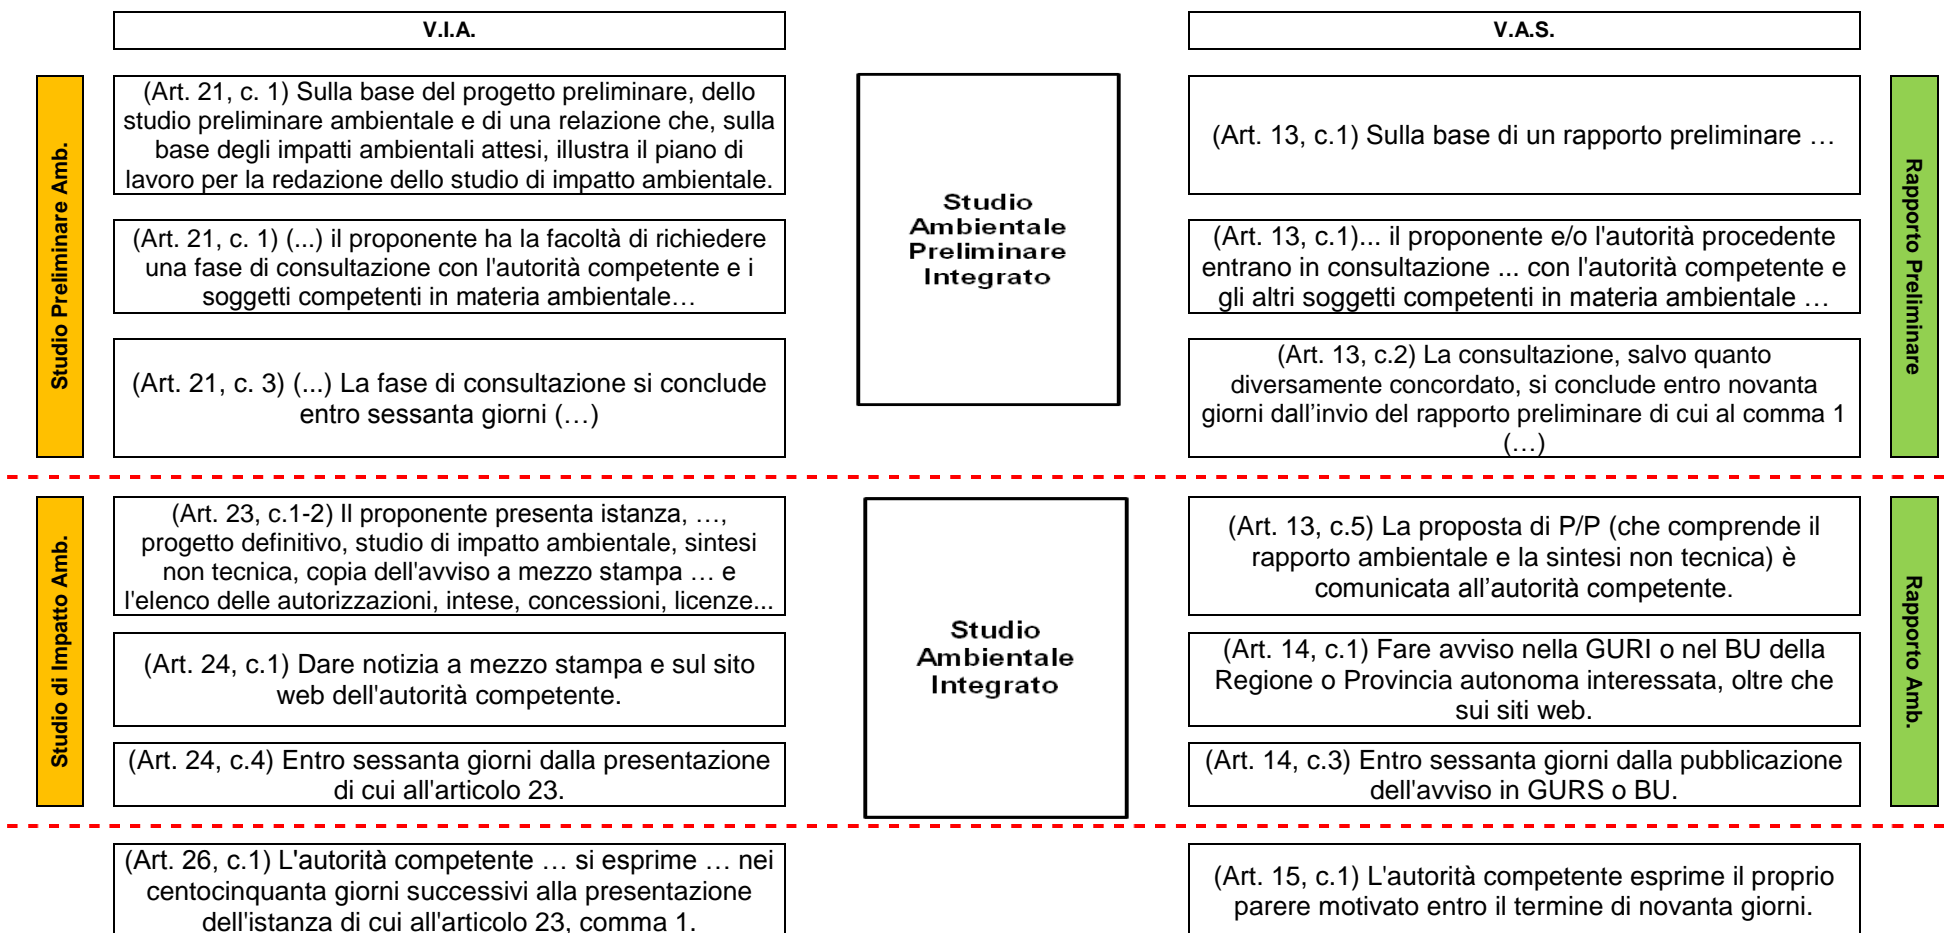 V.I.A.
V.A.S.
Studio Preliminare Amb.
(Art. 21, c. 1) Sulla base del progetto preliminare, dello
studio preliminare ambientale e di una relazione che, sulla
base degli impatti ambientali attesi, illustra il piano di
lavoro per la redazione dello studio di impatto ambientale.
(Art. 21, c. 1) (...) il proponente ha la facoltà di richiedere
una fase di consultazione con l'autorità competente e i
soggetti competenti in materia ambientale…
(Art. 21, c. 3) (...) La fase di consultazione si conclude
entro sessanta giorni (…)
Studio
Ambientale
Preliminare
Integrato
(Art. 13, c.1) Sulla base di un rapporto preliminare …
(Art. 13, c.1)... il proponente e/o l'autorità procedente
entrano in consultazione ... con l'autorità competente e
gli altri soggetti competenti in materia ambientale …
(Art. 13, c.2) La consultazione, salvo quanto
diversamente concordato, si conclude entro novanta
giorni dall’invio del rapporto preliminare di cui al comma 1
(…)
Rapporto Preliminare
Studio di Impatto Amb.
(Art. 23, c.1-2) Il proponente presenta istanza, …,
progetto definitivo, studio di impatto ambientale, sintesi
non tecnica, copia dell'avviso a mezzo stampa … e
l'elenco delle autorizzazioni, intese, concessioni, licenze...
(Art. 24, c.1) Dare notizia a mezzo stampa e sul sito
web dell'autorità competente.
(Art. 24, c.4) Entro sessanta giorni dalla presentazione
di cui all'articolo 23.
Studio
Ambientale
Integrato
(Art. 13, c.5) La proposta di P/P (che comprende il
rapporto ambientale e la sintesi non tecnica) è
comunicata all’autorità competente.
(Art. 14, c.1) Fare avviso nella GURI o nel BU della
Regione o Provincia autonoma interessata, oltre che
sui siti web.
(Art. 14, c.3) Entro sessanta giorni dalla pubblicazione
dell'avviso in GURS o BU.
Rapporto Amb.
(Art. 26, c.1) L'autorità competente … si esprime … nei
centocinquanta giorni successivi alla presentazione
dell'istanza di cui all'articolo 23, comma 1.
(Art. 15, c.1) L'autorità competente esprime il proprio
parere motivato entro il termine di novanta giorni.